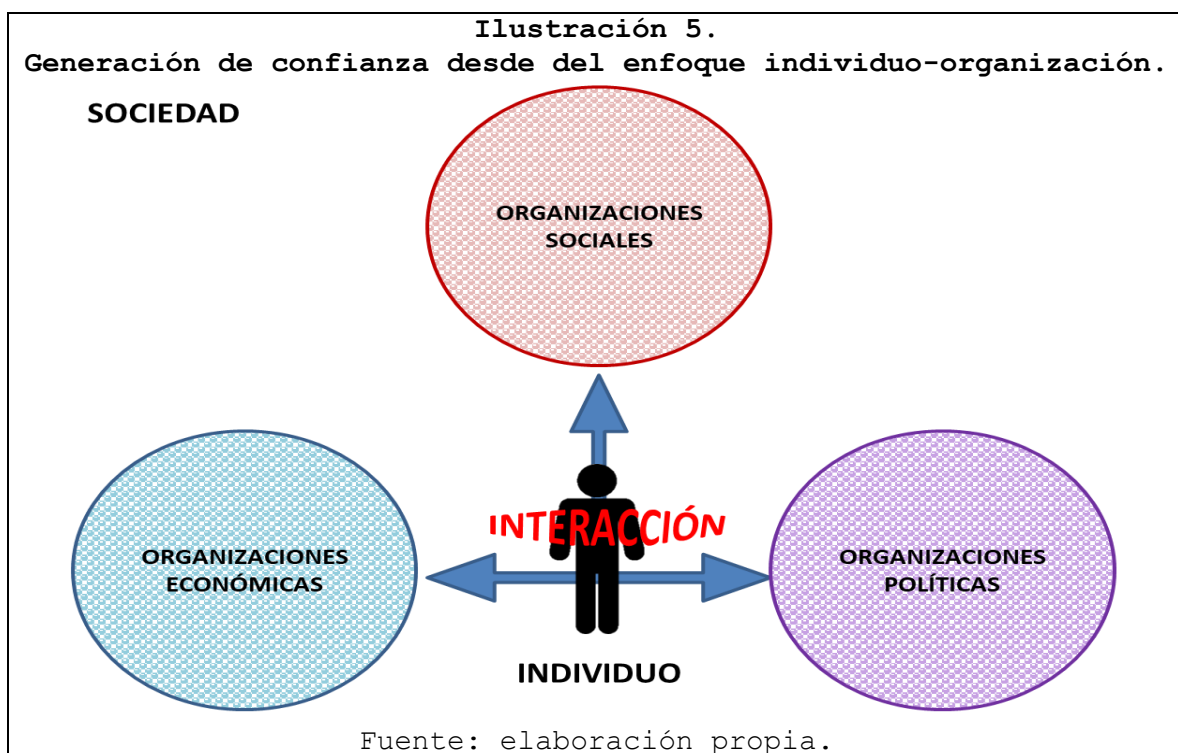 Ilustración 5.
Generación de confianza desde del enfoque individuo-organización.
SOCIEDAD
ORGANIZACIONES
SOCIALES
INTERACCIÓN
ORGANIZACIONES
ECONÓMICAS
ORGANIZACIONES
POLÍTICAS
INDIVIDUO
Fuente: elaboración propia.